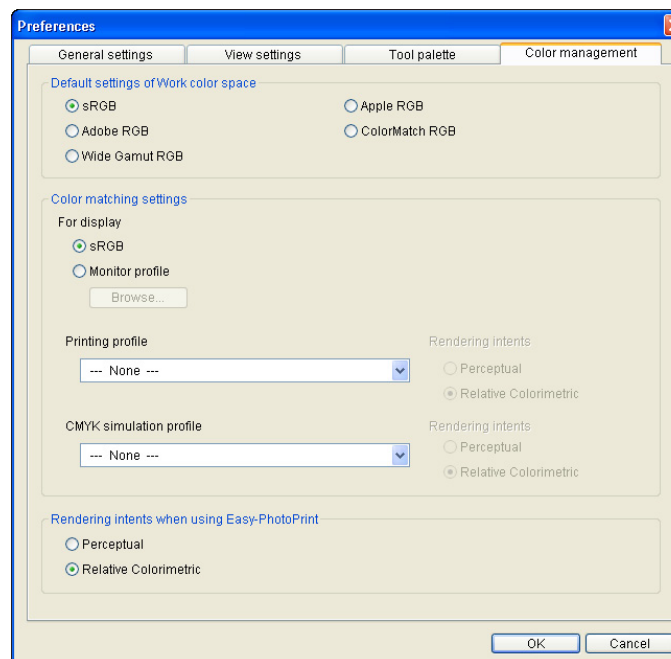 Preferences
General settings View settings Tool palette Color management
Default settings of Work color space
sRGB Apple RGB
Adobe RGB ColorMatch RGB
Wide Gamut RGB
Color matching settings
For display
sRGB
Monitor profile
Browse...
Printing profile Rendering intents
--- None --- Perceptual
Relative Colorimetric
CMYK simulation profile Rendering intents
--- None --- Perceptual
Relative Colorimetric
Rendering intents when using Easy-PhotoPrint
Perceptual
Relative Colorimetric
OK Cancel